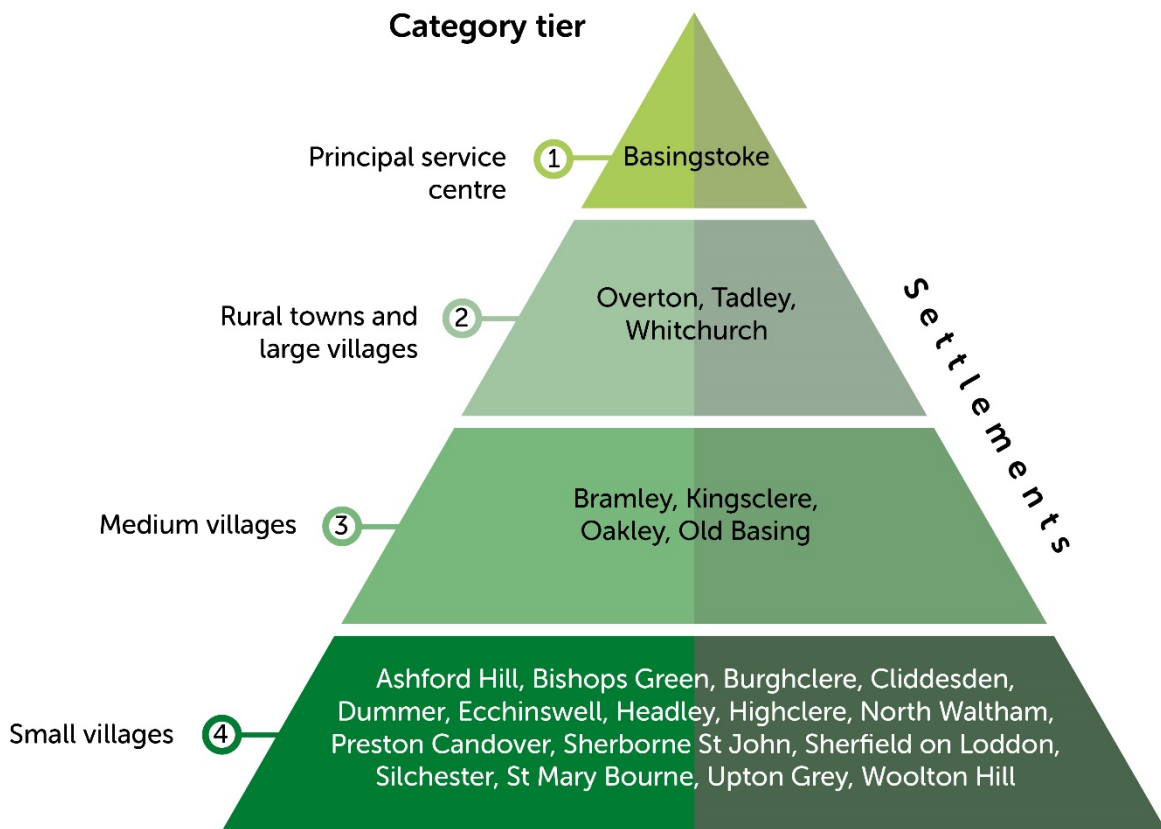 Category tier
Principal service
centre
1
Basingstoke
Rural towns and
large villages
2
Overton, Tadley,
Whitchurch
Settlements
Medium villages
3
Bramley, Kingsclere,
Oakley, Old Basing
Small villages
4
Ashford Hill, Bishops Green, Burghclere, Cliddesden,
Dummer, Ecchinswell, Headley, Highclere, North Waltham,
Preston Candover, Sherborne St John, Sherfield on Loddon,
Silchester, St Mary Bourne, Upton Grey, Woolton Hill